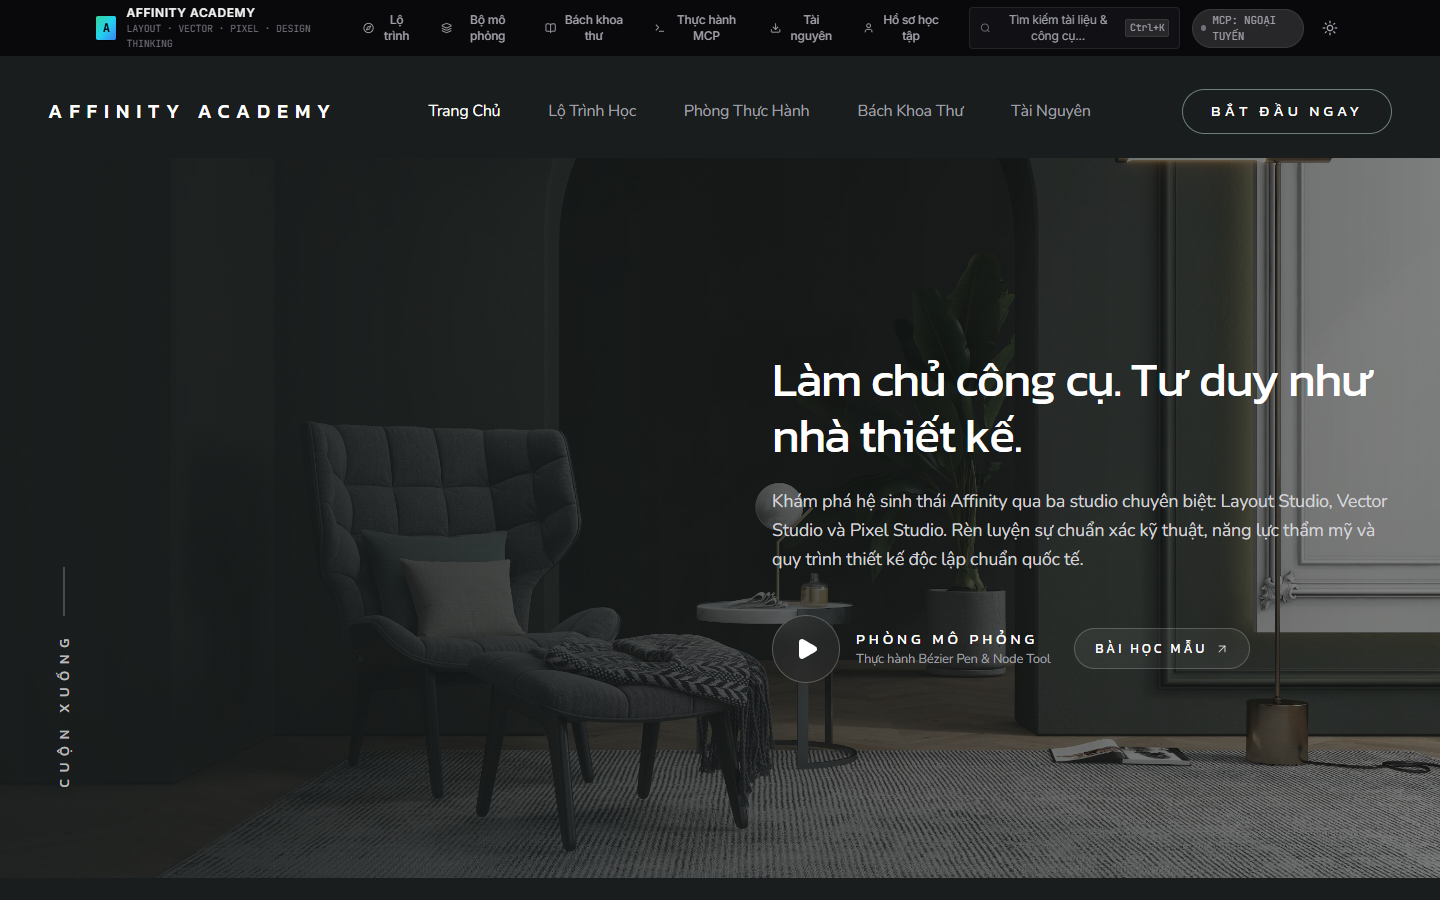 AFFINITY ACADEMY
LAYOUT · VECTOR · PIXEL · DESIGN
THINKING
A
Lộ
trình
Bộ mô
phỏng
Bách khoa
thư
Thực hành
MCP
Tài
nguyên
Hồ sơ học
tập
Tìm kiếm tài liệu &
công cụ...
Ctrl+K
MCP: NGOẠI
TUYẾN
AFFINITY ACADEMY
Trang Chủ
Lộ Trình Học
Phòng Thực Hành
Bách Khoa Thư
Tài Nguyên
BẮT ĐẦU NGAY
Làm chủ công cụ. Tư duy như
nhà thiết kế.
Khám phá hệ sinh thái Affinity qua ba studio chuyên biệt: Layout Studio, Vector
Studio và Pixel Studio. Rèn luyện sự chuẩn xác kỹ thuật, năng lực thẩm mỹ và
quy trình thiết kế độc lập chuẩn quốc tế.
PHÒNG MÔ PHỎNG
Thực hành Bézier Pen & Node Tool
BÀI HỌC MẪU
CUỘN XUỐNG